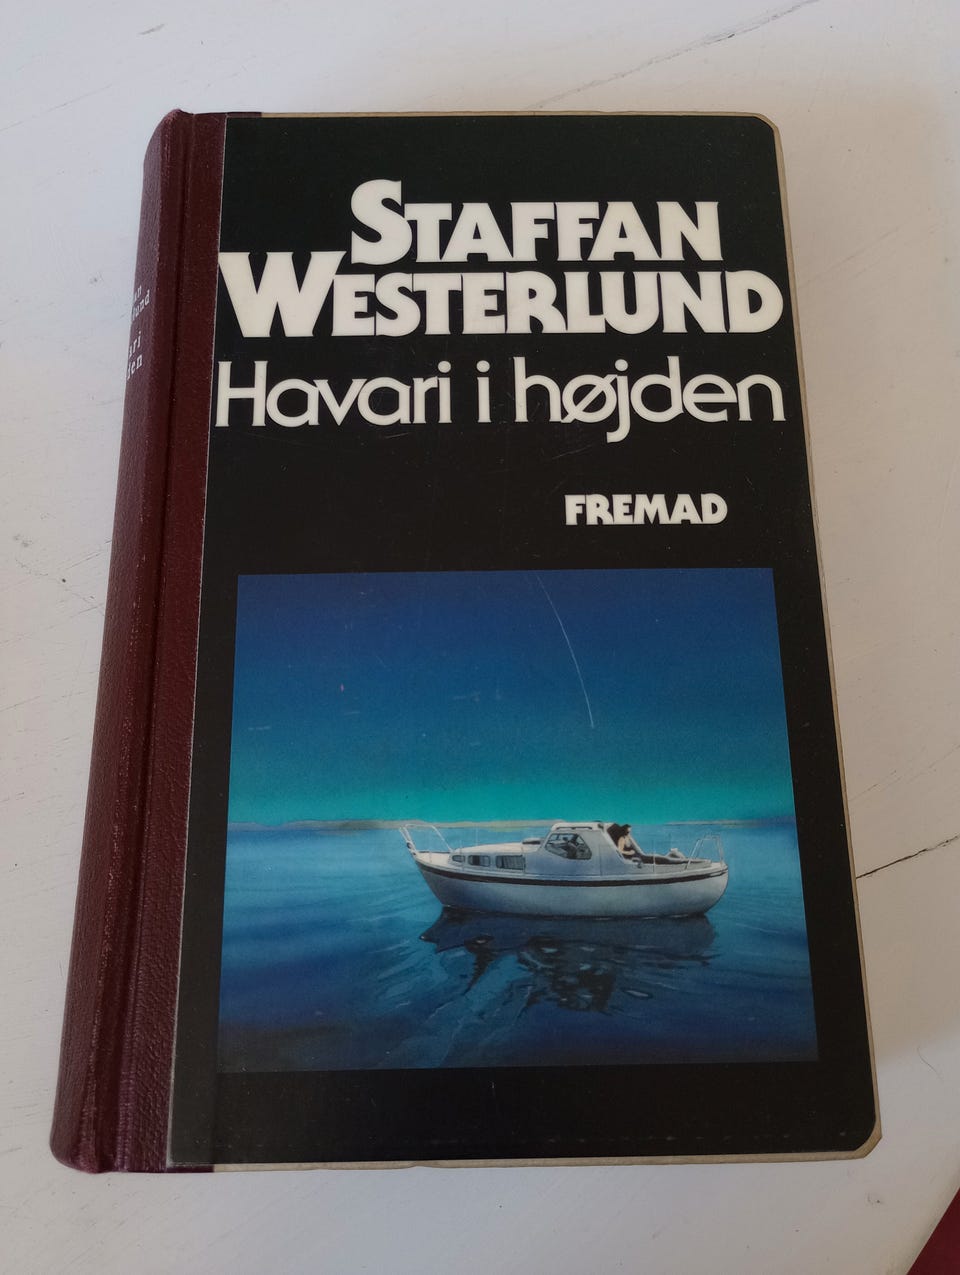 STAFFAN
WESTERLUND
Havari i højden
FREMAD